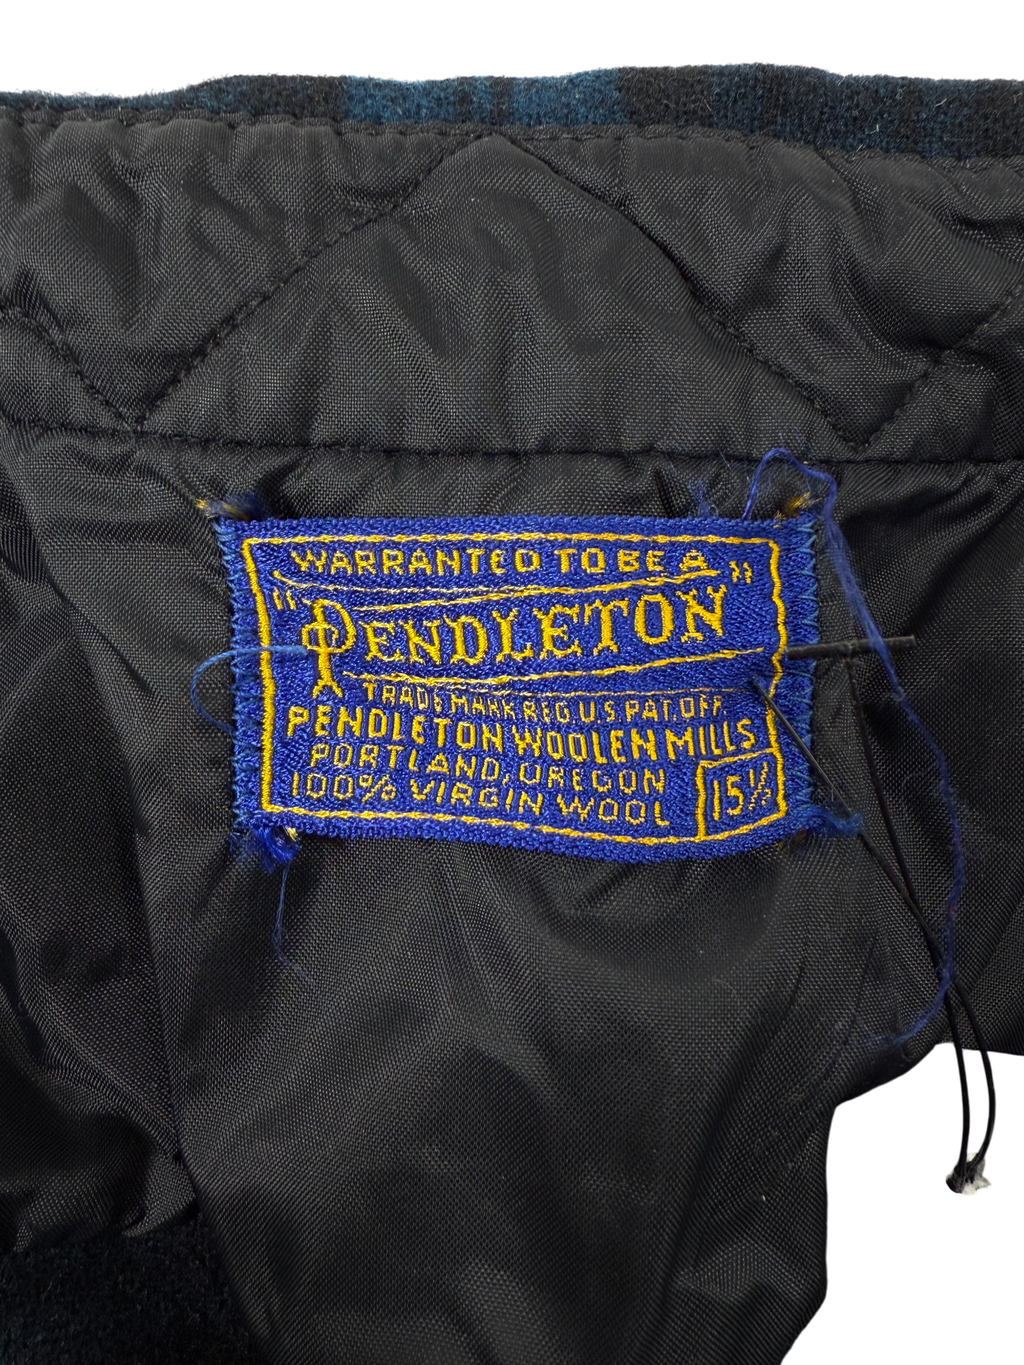 WARRANTED TO BE A
"PENDLETON"
TRADE MARK REG. U.S. PAT. OFF.
PENDLETON WOOLEN MILLS
PORTLAND, OREGON
100% VIRGIN WOOL
15½